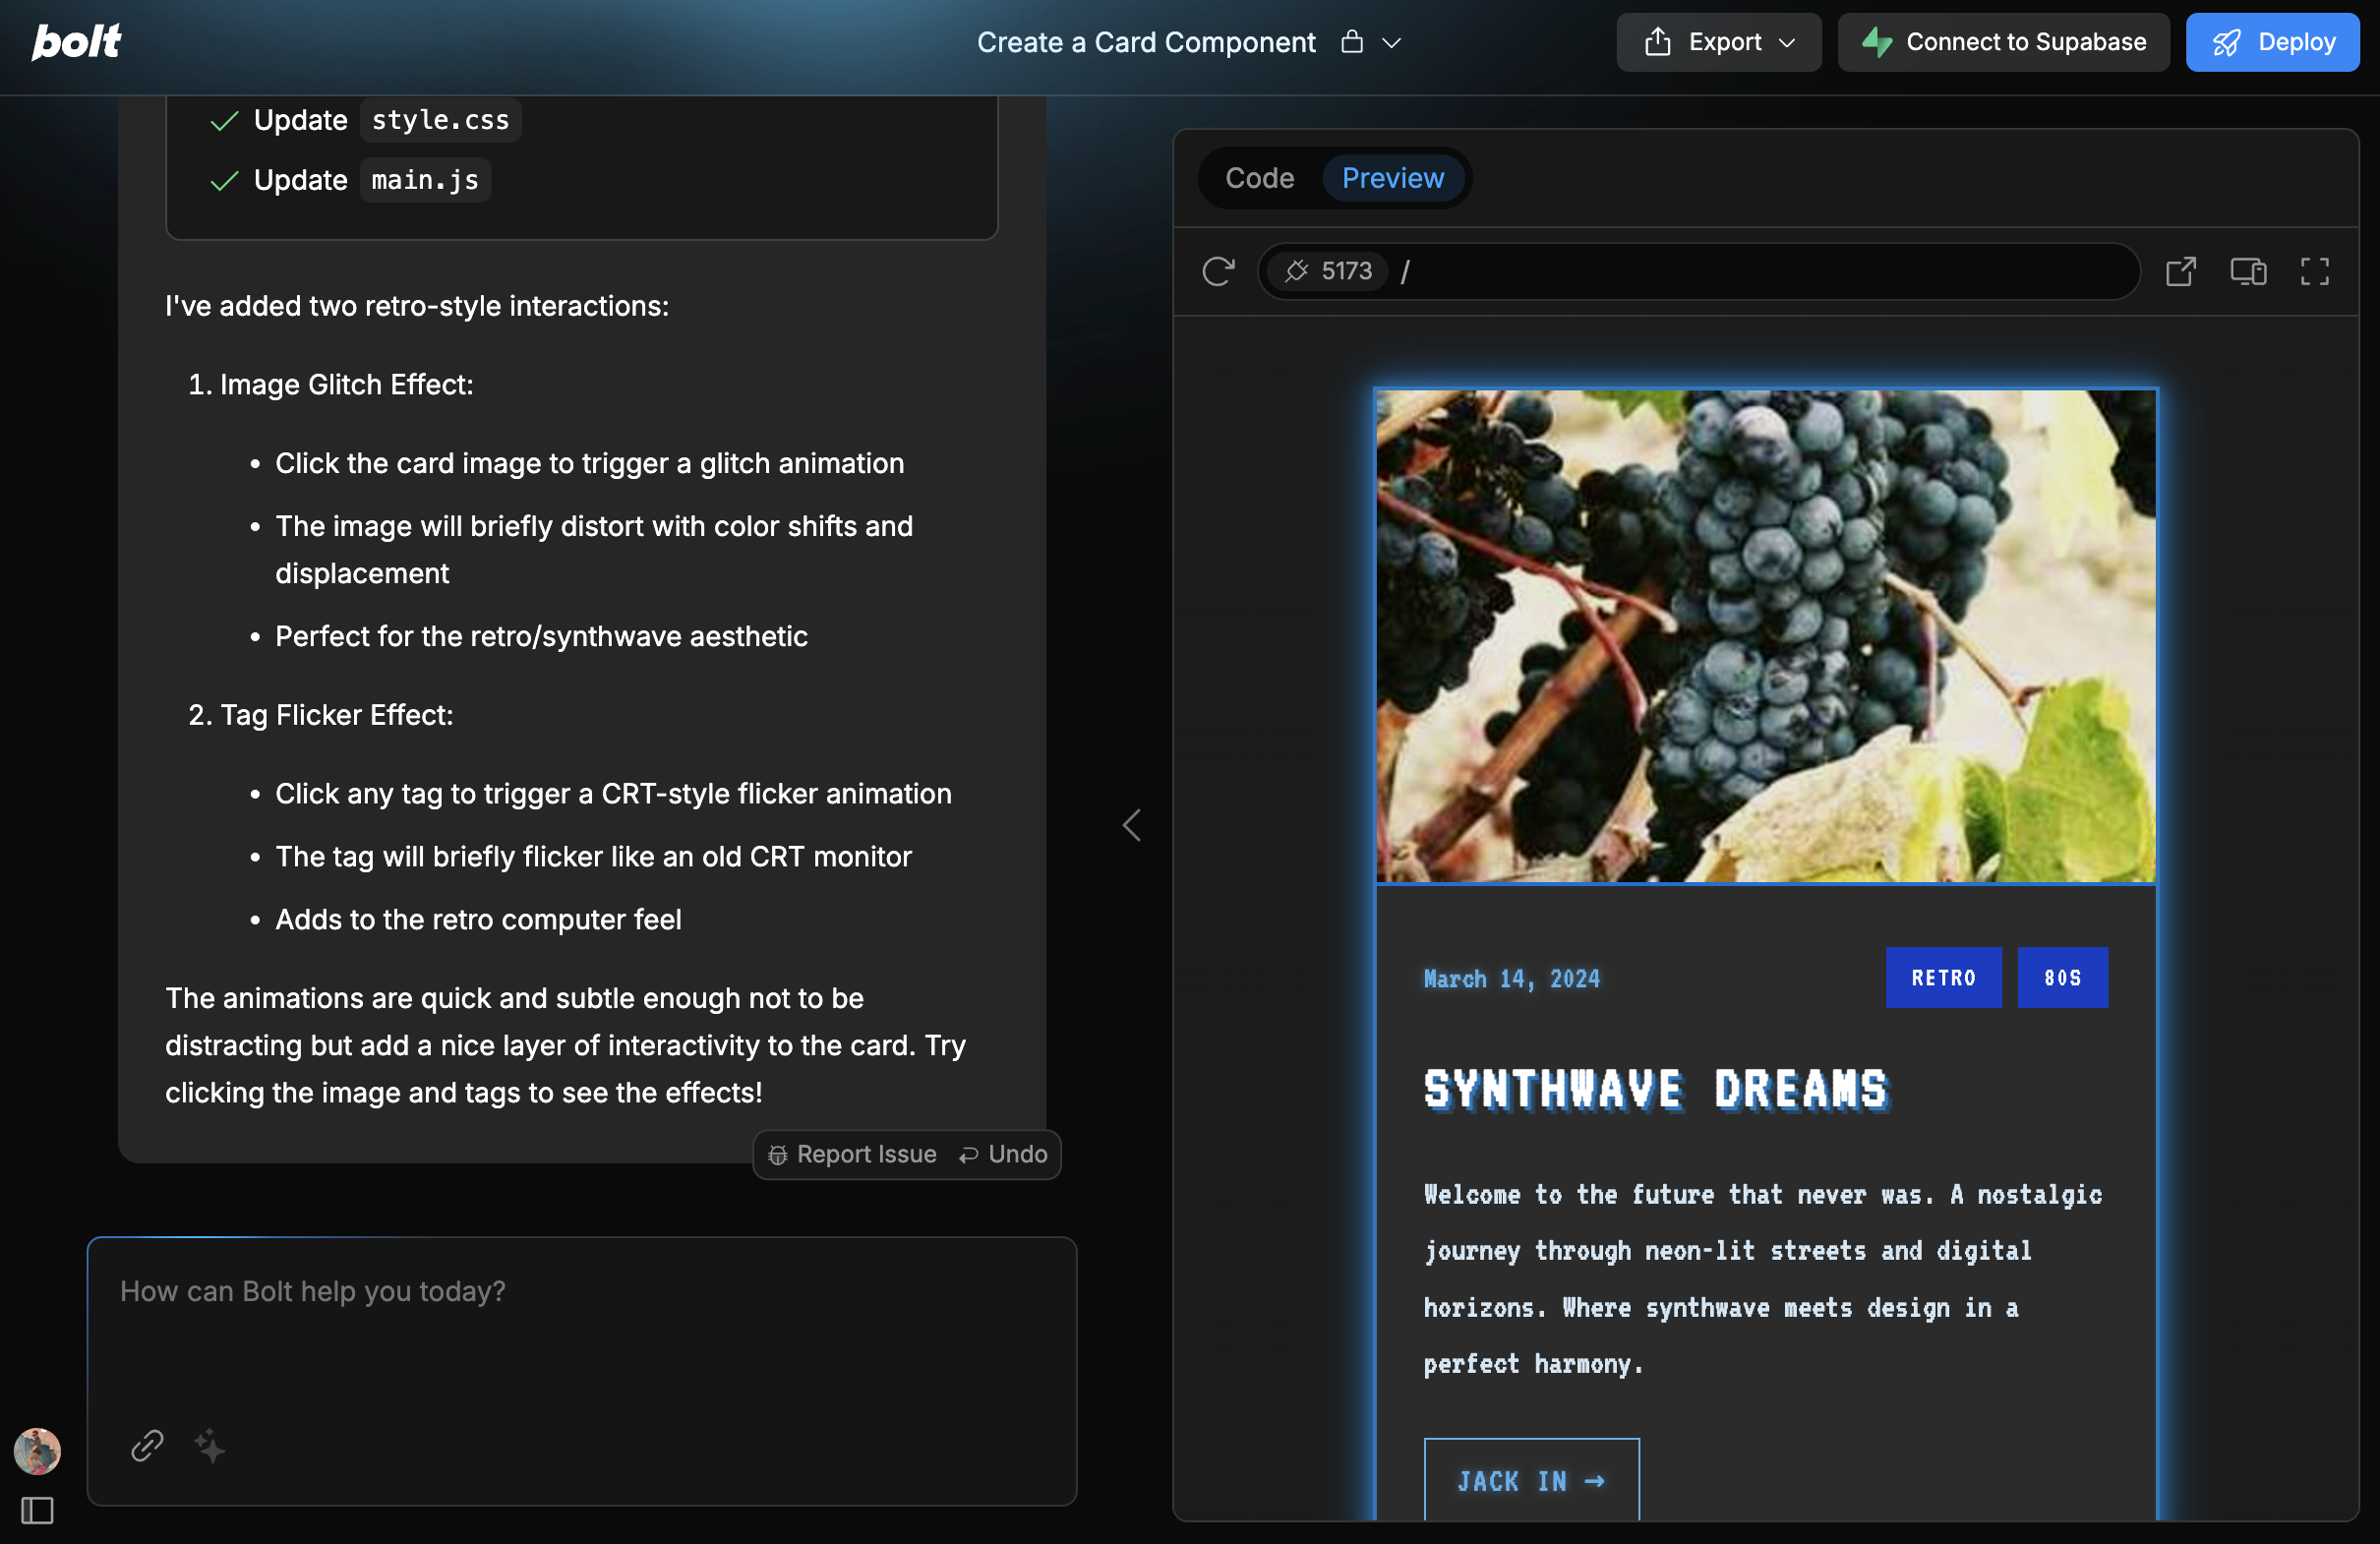 bolt
Create a Card Component
Export
Connect to Supabase
Deploy
Update style.css
Update main.js
I've added two retro-style interactions:
1. Image Glitch Effect:
• Click the card image to trigger a glitch animation
• The image will briefly distort with color shifts and
displacement
• Perfect for the retro/synthwave aesthetic
2. Tag Flicker Effect:
• Click any tag to trigger a CRT-style flicker animation
• The tag will briefly flicker like an old CRT monitor
• Adds to the retro computer feel
The animations are quick and subtle enough not to be
distracting but add a nice layer of interactivity to the card. Try
clicking the image and tags to see the effects!
Report Issue Undo
How can Bolt help you today?
Code Preview
5173 /
March 14, 2024
RETRO
80S
SYNTHWAVE DREAMS
Welcome to the future that never was. A nostalgic
journey through neon-lit streets and digital
horizons. Where synthwave meets design in a
perfect harmony.
JACK IN →